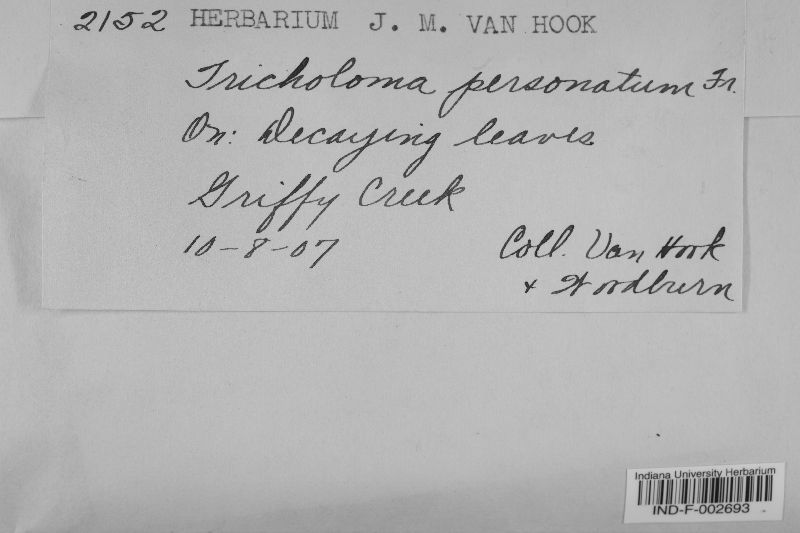 2152 HERBARIUM J. M. VAN HOOK
Tricholoma personatum Fr.
On: Decaying leaves
Griffy Creek
10-8-07
Coll. Van Hook
+ Woodburn
Indiana University Herbarium
IND-F-002693